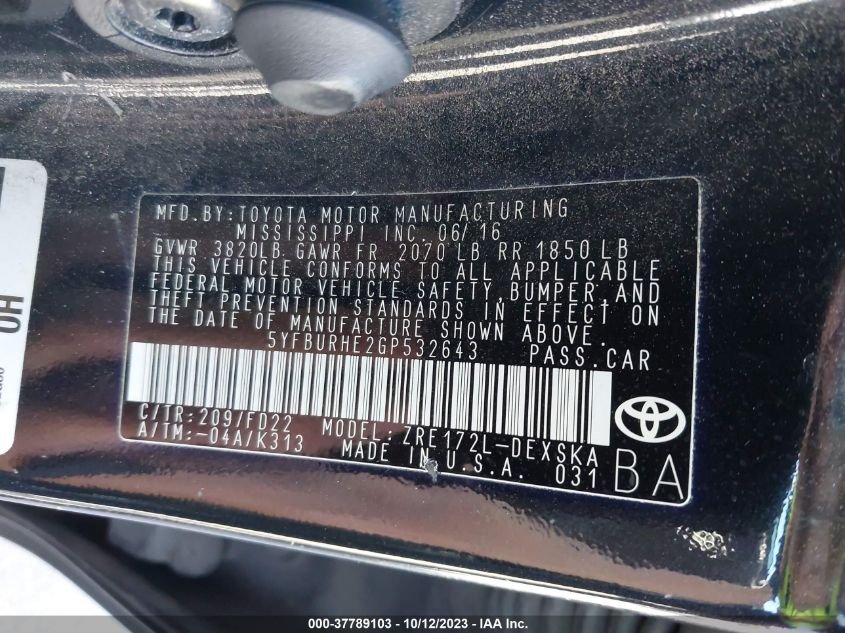 MFD. BY: TOYOTA MOTOR MANUFACTURING
MISSISSIPPI INC. 06/16
GVWR 3820LB GAWR FR 2070 LB RR 1850 LB
THIS VEHICLE CONFORMS TO ALL APPLICABLE
FEDERAL MOTOR VEHICLE SAFETY, BUMPER, AND
THEFT PREVENTION STANDARDS IN EFFECT ON
THE DATE OF MANUFACTURE SHOWN ABOVE.
5YFBURHE2GP532643 PASS. CAR
C/TR: 209/FD22 MODEL: ZRE172L-DEXSKA
A/TM: -04A/K313 MADE IN U.S.A. 031
BA
HO
000-37789103 - 10/12/2023 - © IAA, Inc.